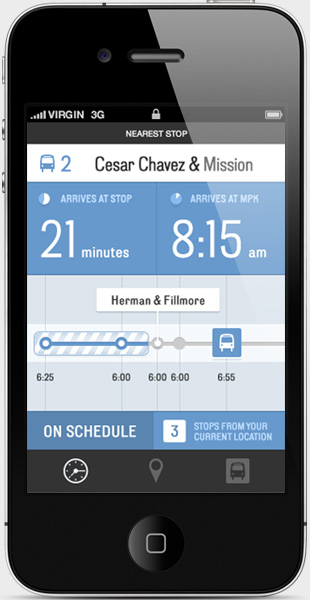 VIRGIN 3G
NEAREST STOP
2 Cesar Chavez & Mission
ARRIVES AT STOP
21 minutes
ARRIVES AT MPK
8:15 am
Herman & Fillmore
6:25 6:00 6:00 6:00 6:55
ON SCHEDULE
3
STOPS FROM YOUR
CURRENT LOCATION